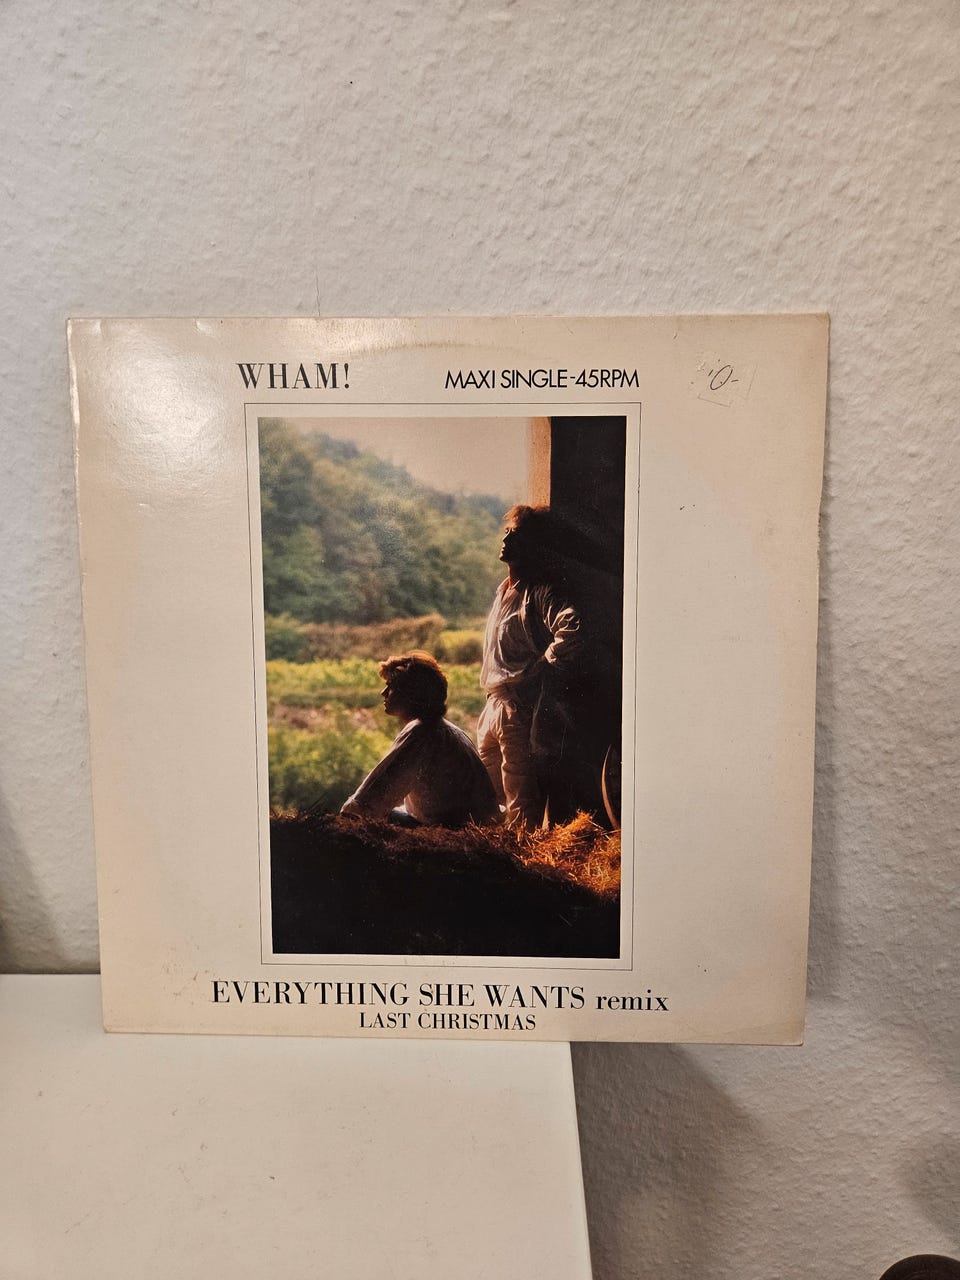 WHAM!
MAXI SINGLE-45RPM
EVERYTHING SHE WANTS remix
LAST CHRISTMAS